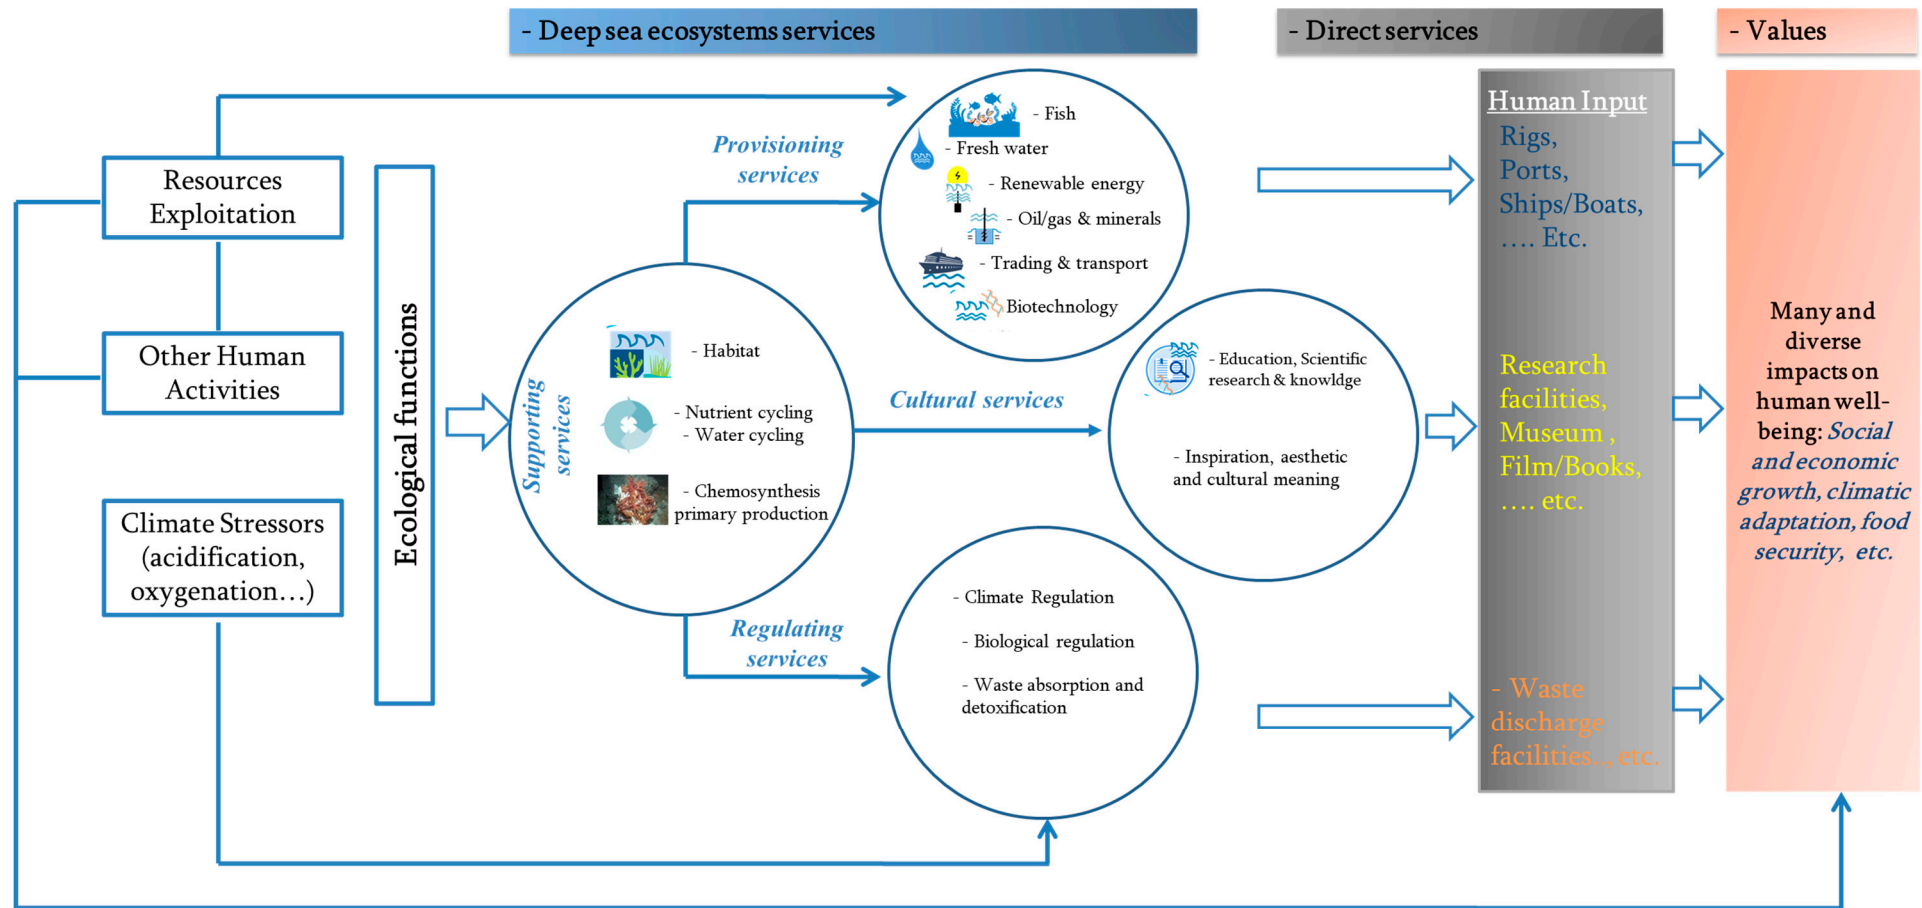 - Deep sea ecosystems services
- Direct services
- Values
Resources
Exploitation
Other Human
Activities
Climate Stressors
(acidification,
oxygenation…)
Ecological functions
Supporting
services
- Habitat
- Nutrient cycling
- Water cycling
- Chemosynthesis
primary production
Provisioning
services
- Fish
- Fresh water
- Renewable energy
- Oil/gas & minerals
- Trading & transport
Biotechnology
Cultural services
- Education, Scientific
research & knowldge
- Inspiration, aesthetic
and cultural meaning
Regulating
services
- Climate Regulation
- Biological regulation
- Waste absorption and
detoxification
Human Input
Rigs,
Ports,
Ships/Boats,
…. Etc.
Research
facilities,
Museum ,
Film/Books,
…. etc.
- Waste
discharge
facilities.., etc.
Many and
diverse
impacts on
human well-
being: Social
and economic
growth, climatic
adaptation, food
security, etc.